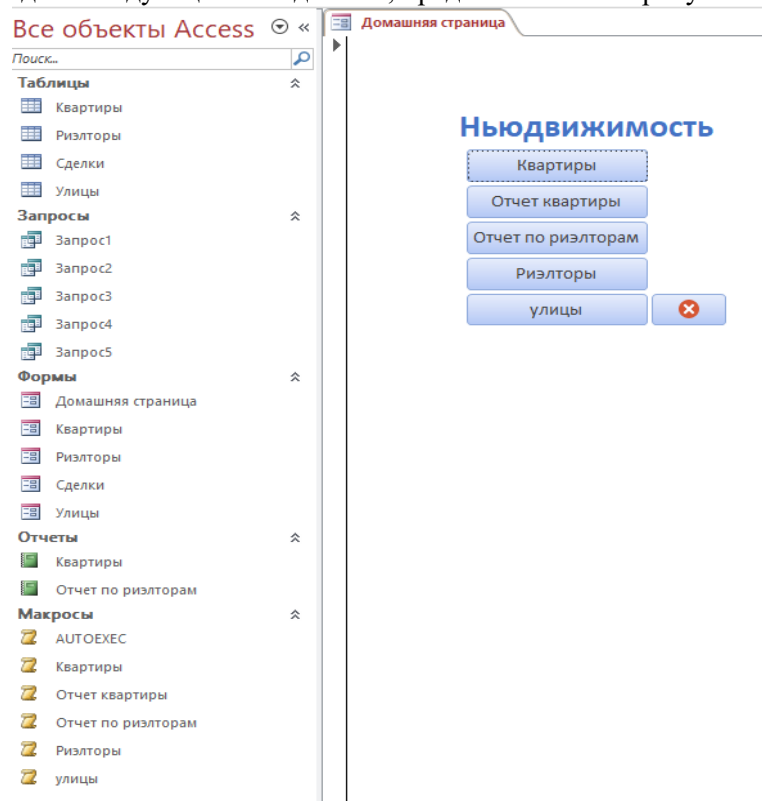 Все объекты Access
Поиск...
Таблицы
Квартиры
Риэлторы
Сделки
Улицы
Запросы
Запрос1
Запрос2
Запрос3
Запрос4
Запрос5
Формы
Домашняя страница
Квартиры
Риэлторы
Сделки
Улицы
Отчеты
Квартиры
Отчет по риэлторам
Макросы
AUTOEXEC
Квартиры
Отчет квартиры
Отчет по риэлторам
Риэлторы
улицы
Домашняя страница
Ньюдвижимость
Квартиры
Отчет квартиры
Отчет по риэлторам
Риэлторы
улицы